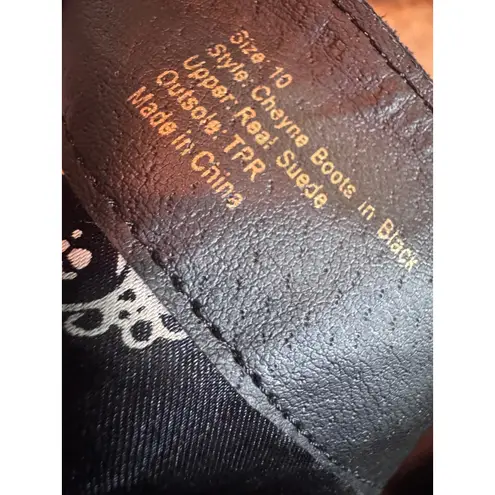 Size 10
Style: Cheyne Boots in Black
Upper Real Suede
Outsole TPR
Made in China